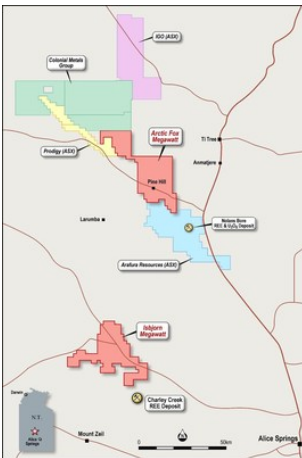 IGO (ASX)
Colonial Metals
Group
Arctic Fox
Megawatt
Prodigy (ASX)
Ti Tree
Anmatjere
Pine Hill
Laramba
Nolans Bore
REE & U₃O₈ Deposit
Arafura Resources (ASX)
Isbjorn
Megawatt
Charley Creek
REE Deposit
Darwin
N.T.
Alice
Springs
Mount Zeil
0
50km
Alice Springs